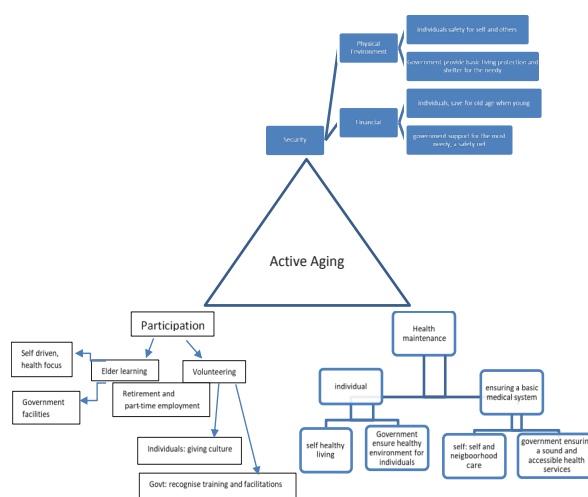 Physical
Environment
individuals safety for self and others
Government provide basic living protection and
shelter for the needy
Security
Financial
individuals, save for old age when young
government support for the most
needy, a safety net
Active Aging
Participation
Self driven,
health focus
Elder learning
Volunteering
Government
facilities
Retirement and
part-time employment
Individuals: giving culture
Govt: recognise training and facilitations
Health
maintenance
individual
ensuring a basic
medical system
self healthy
living
Government
ensure healthy
environment for
individuals
self: self and
neigboorhood
care
government ensuring
a sound and
accessible health
services